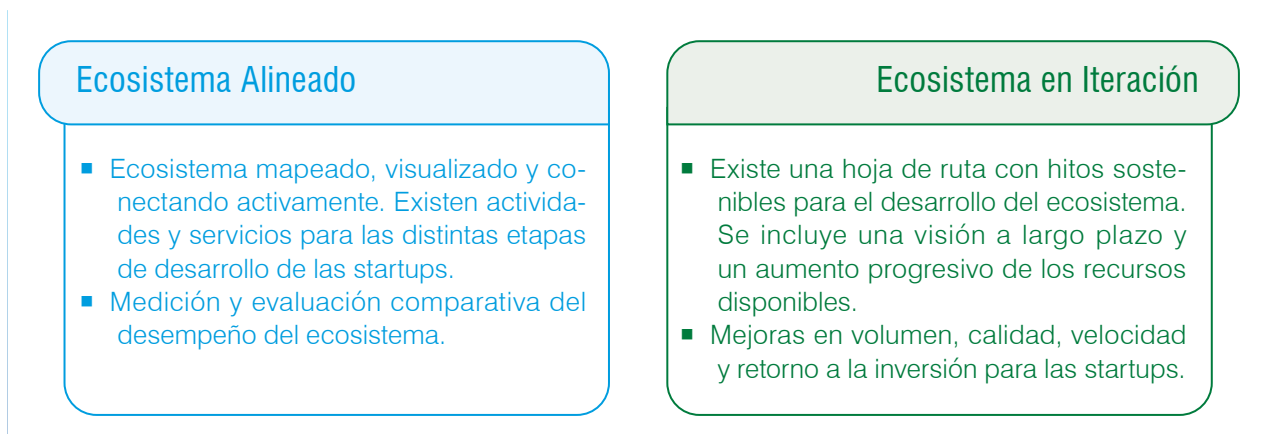 Ecosistema Alineado
■ Ecosistema mapeado, visualizado y co-
nectando activamente. Existen activida-
des y servicios para las distintas etapas
de desarrollo de las startups.
■ Medición y evaluación comparativa del
desempeño del ecosistema.
Ecosistema en Iteración
■ Existe una hoja de ruta con hitos soste-
nibles para el desarrollo del ecosistema.
Se incluye una visión a largo plazo y
un aumento progresivo de los recursos
disponibles.
■ Mejoras en volumen, calidad, velocidad
y retorno a la inversión para las startups.